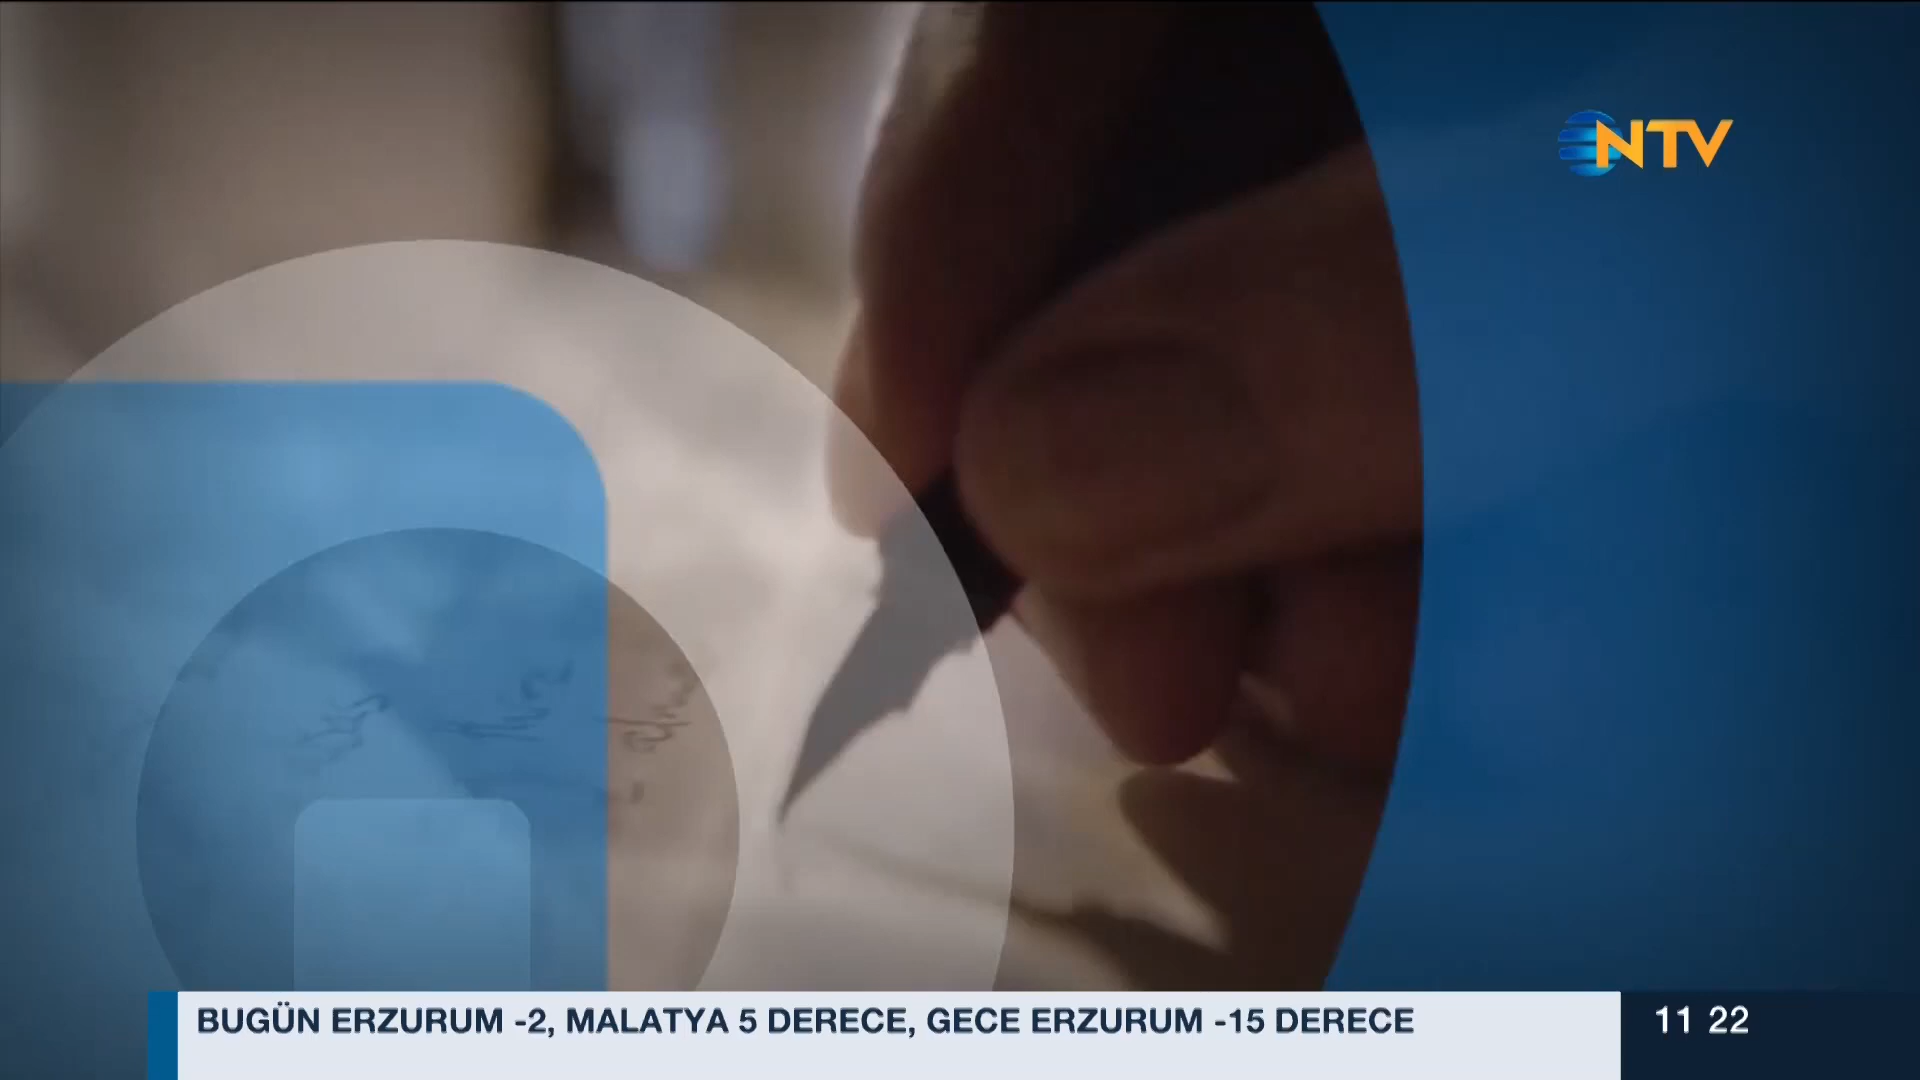 NTV
BUGÜN ERZURUM -2, MALATYA 5 DERECE, GECE ERZURUM -15 DERECE
11 22